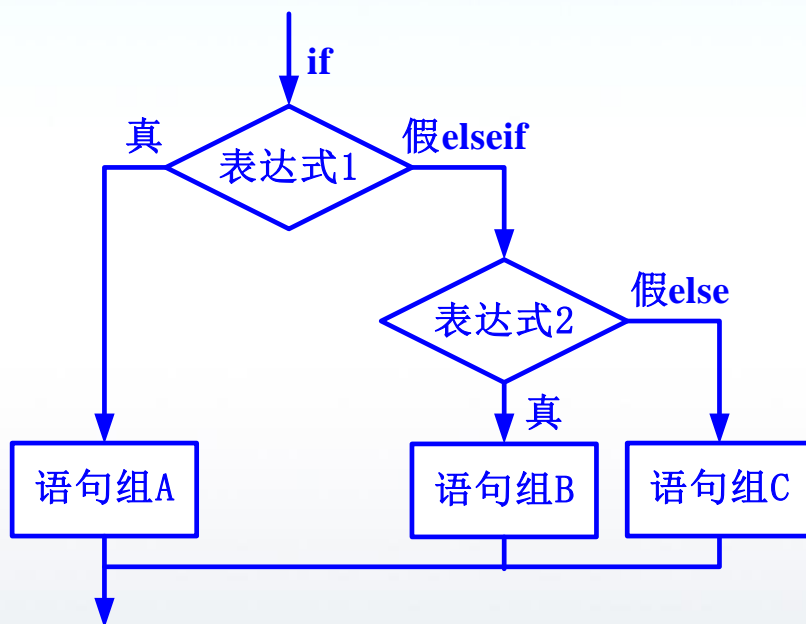 if
真
假elseif
表达式1
假else
表达式2
真
语句组A
语句组B
语句组C